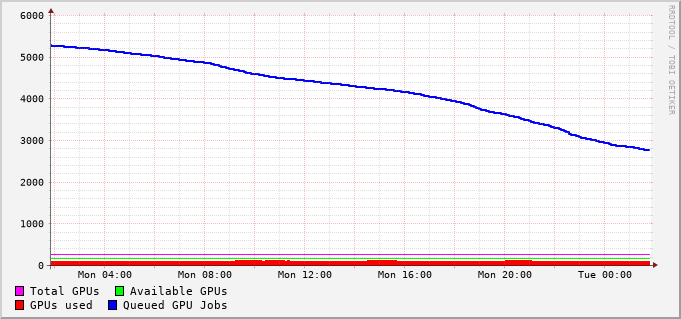 6000
RRDTOOL / TOBI OETIKER
5000
4000
3000
2000
1000
0
Mon 04:00 Mon 08:00 Mon 12:00 Mon 16:00 Mon 20:00 Tue 00:00
Total GPUs Available GPUs
GPUs used Queued GPU Jobs